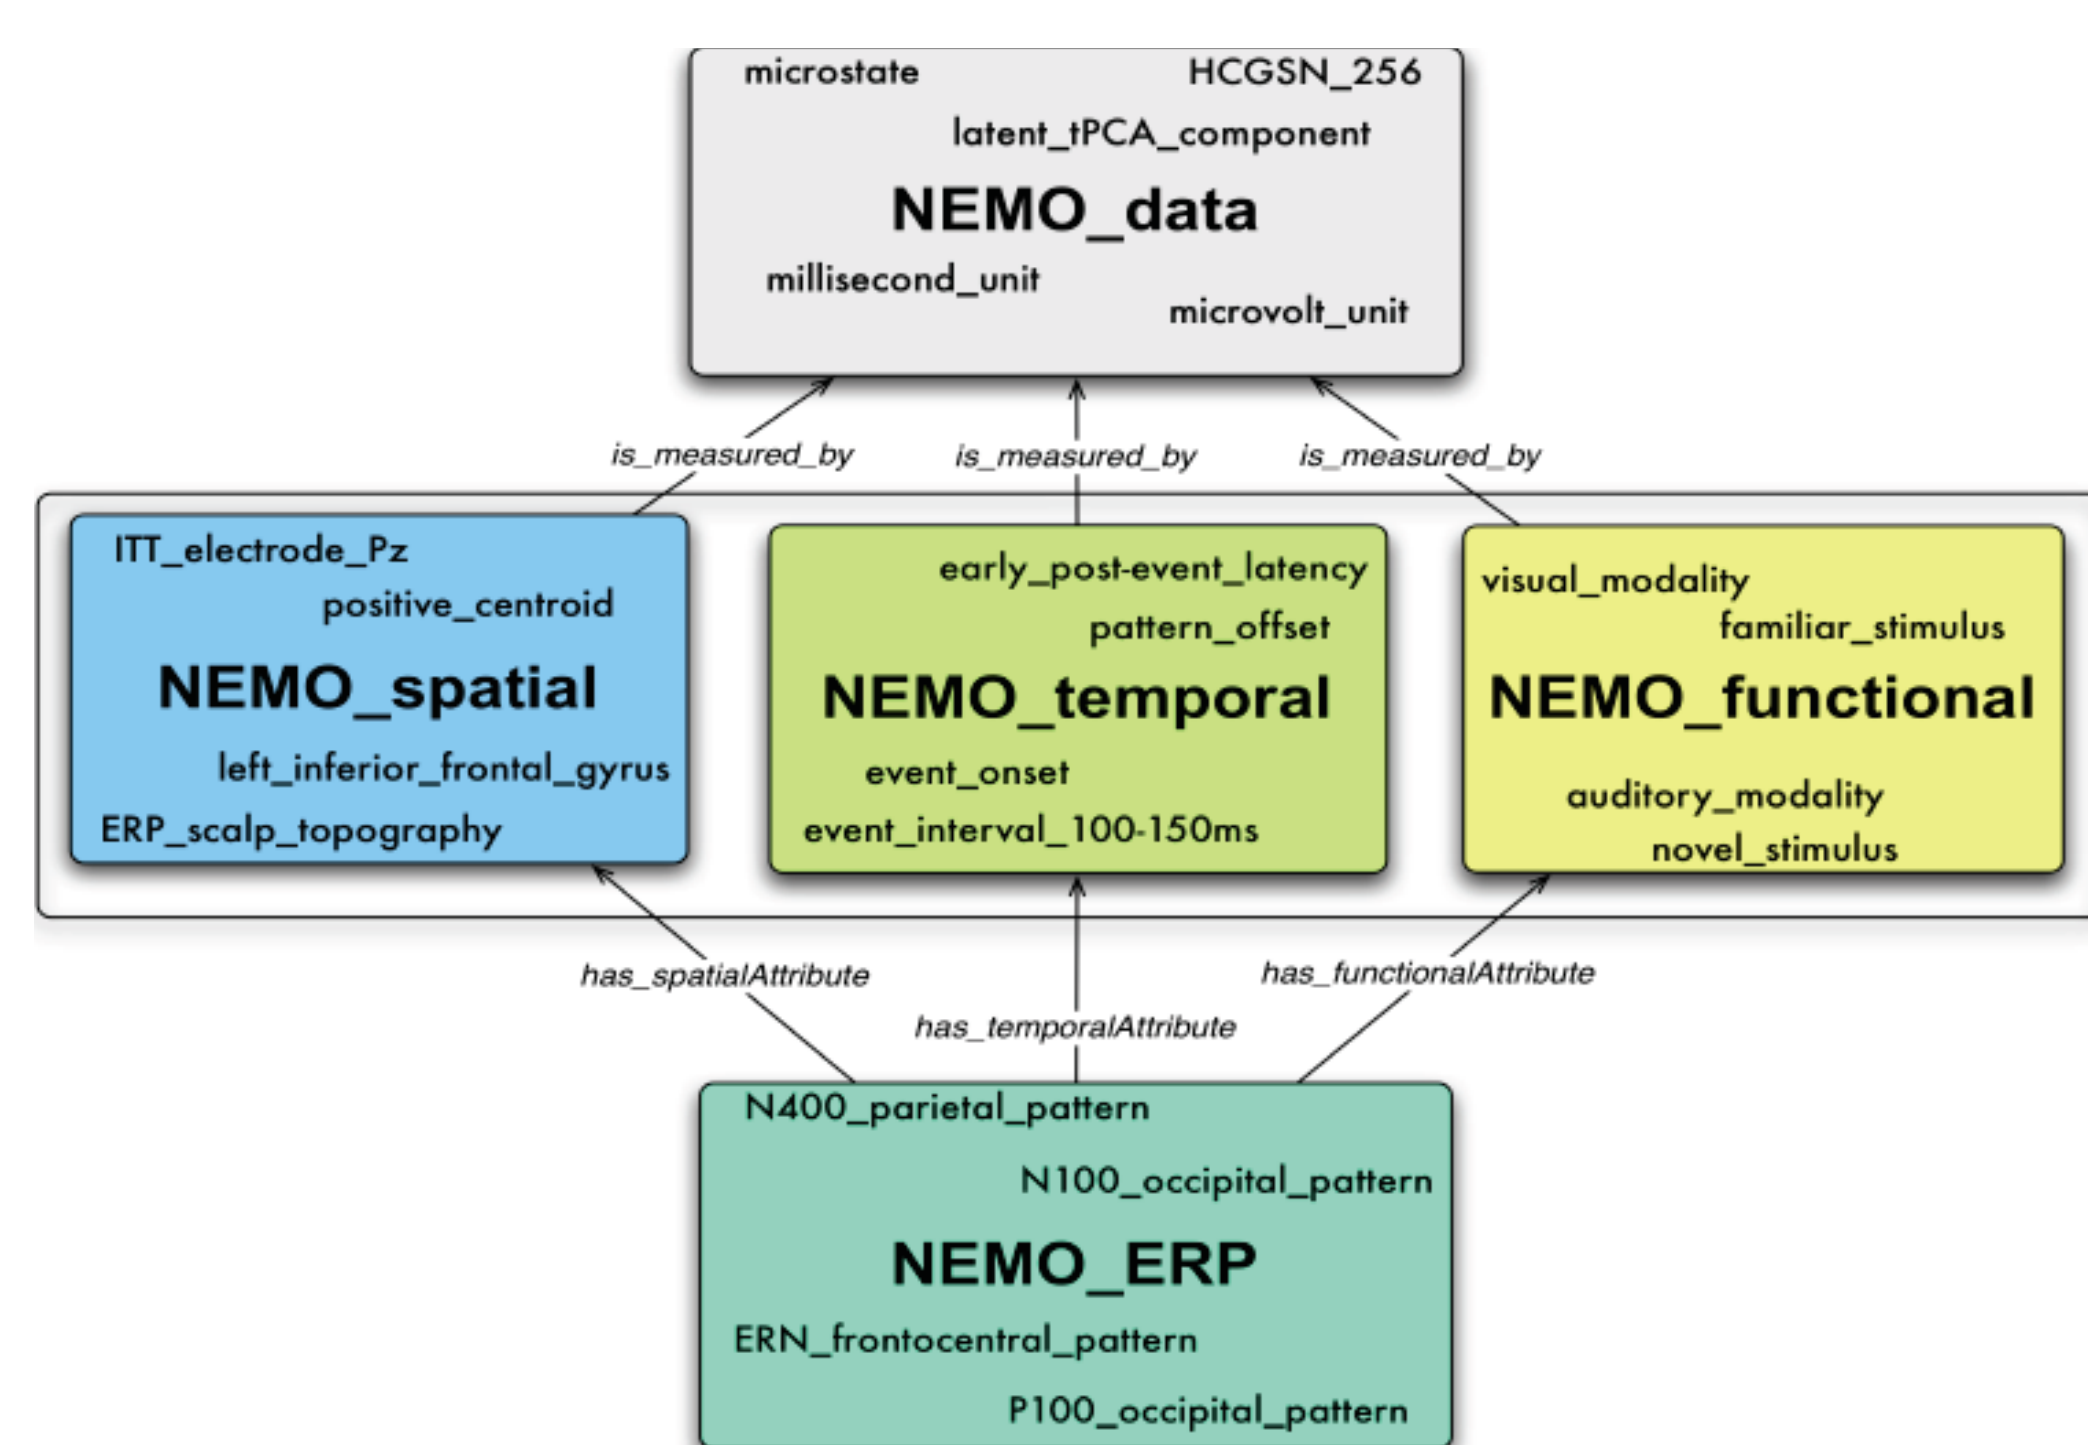 microstate HCGSN_256
latent_tPCA_component
NEMO_data
millisecond_unit
microvolt_unit
is_measured_by is_measured_by is_measured_by
ITT_electrode_Pz
positive_centroid
NEMO_spatial
left_inferior_frontal_gyrus
ERP_scalp_topography
early_post-event_latency
pattern_offset
NEMO_temporal
event_onset
event_interval_100-150ms
visual_modality
familiar_stimulus
NEMO_functional
auditory_modality
novel_stimulus
has_spatialAttribute
has_temporalAttribute
has_functionalAttribute
N400_parietal_pattern
N100_occipital_pattern
NEMO_ERP
ERN_frontocentral_pattern
P100_occipital_pattern